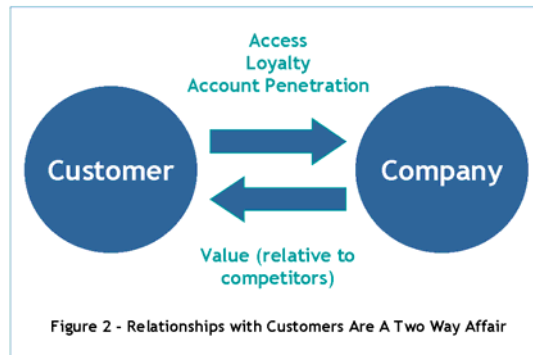 Access
Loyalty
Account Penetration
Customer
Company
Value (relative to
competitors)
Figure 2 - Relationships with Customers Are A Two Way Affair